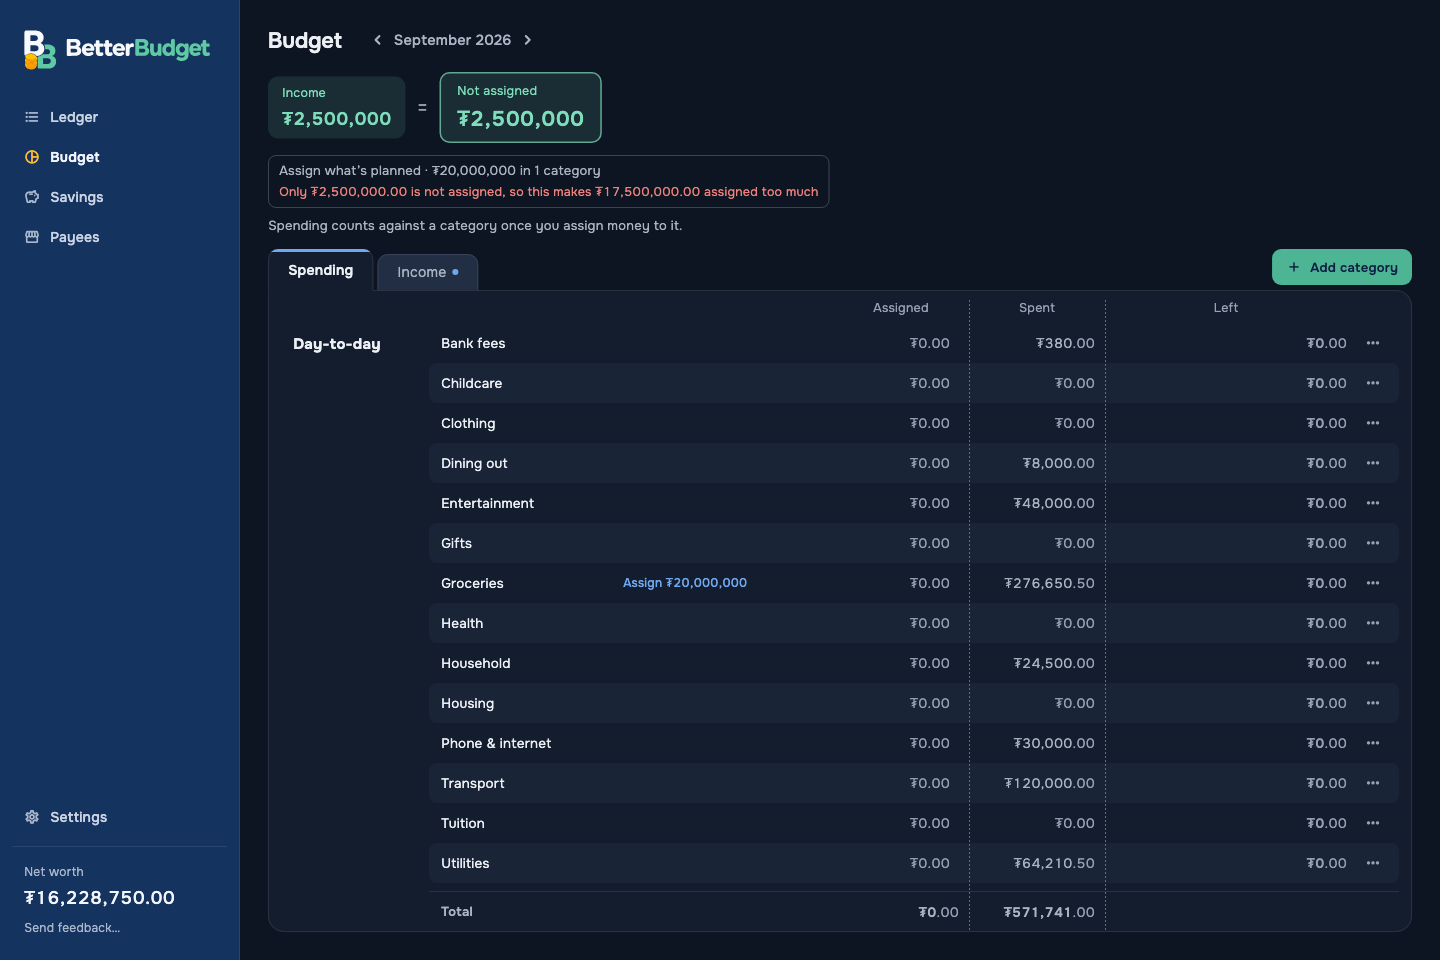 BetterBudget
Ledger
Budget
Savings
Payees
Settings
Net worth
₮16,228,750.00
Send feedback...
Budget
September 2026
Income
₮2,500,000
=
Not assigned
₮2,500,000
Assign what's planned · ₮20,000,000 in 1 category
Only ₮2,500,000.00 is not assigned, so this makes ₮17,500,000.00 assigned too much
Spending counts against a category once you assign money to it.
Spending
Income
+ Add category
Assigned Spent Left
Day-to-day
Bank fees ₮0.00 ₮380.00 ₮0.00
Childcare ₮0.00 ₮0.00 ₮0.00
Clothing ₮0.00 ₮0.00 ₮0.00
Dining out ₮0.00 ₮8,000.00 ₮0.00
Entertainment ₮0.00 ₮48,000.00 ₮0.00
Gifts ₮0.00 ₮0.00 ₮0.00
Groceries Assign ₮20,000,000 ₮0.00 ₮276,650.50 ₮0.00
Health ₮0.00 ₮0.00 ₮0.00
Household ₮0.00 ₮24,500.00 ₮0.00
Housing ₮0.00 ₮0.00 ₮0.00
Phone & internet ₮0.00 ₮30,000.00 ₮0.00
Transport ₮0.00 ₮120,000.00 ₮0.00
Tuition ₮0.00 ₮0.00 ₮0.00
Utilities ₮0.00 ₮64,210.50 ₮0.00
Total ₮0.00 ₮571,741.00